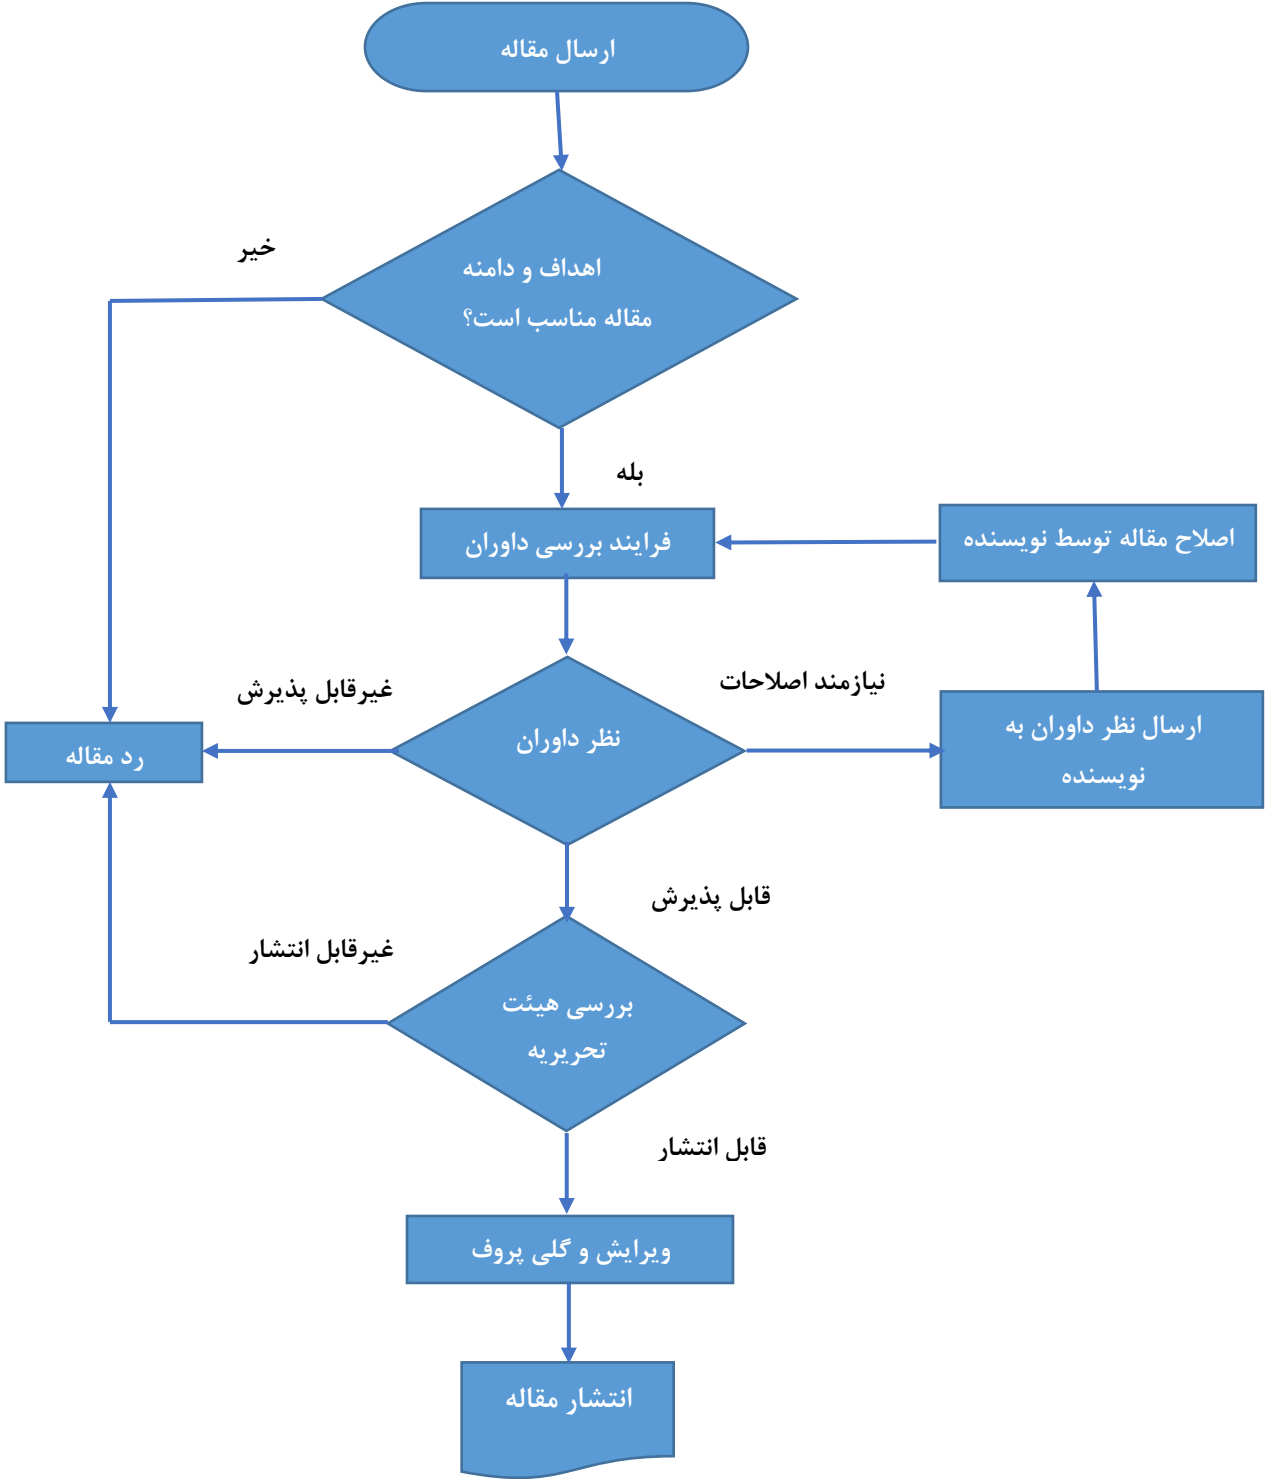 ارسال مقاله
خیر
اهداف و دامنه
مقاله مناسب است؟
بله
فرایند بررسی داوران
اصلاح مقاله توسط نویسنده
غیرقابل پذیرش
نیازمند اصلاحات
رد مقاله
نظر داوران
ارسال نظر داوران به
نویسنده
قابل پذیرش
غیرقابل انتشار
بررسی هیئت
تحریریه
قابل انتشار
ویرایش و گلی پروف
انتشار مقاله